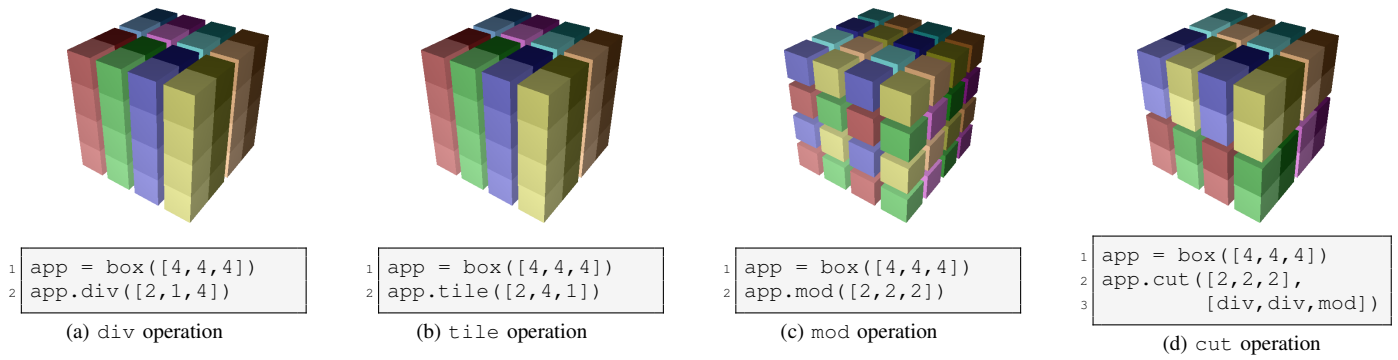 1 app = box([4,4,4])
2 app.div([2,1,4])
(a) div operation
1 app = box([4,4,4])
2 app.tile([2,4,1])
(b) tile operation
1 app = box([4,4,4])
2 app.mod([2,2,2])
(c) mod operation
1 app = box([4,4,4])
2 app.cut([2,2,2],
3 [div,div,mod])
(d) cut operation